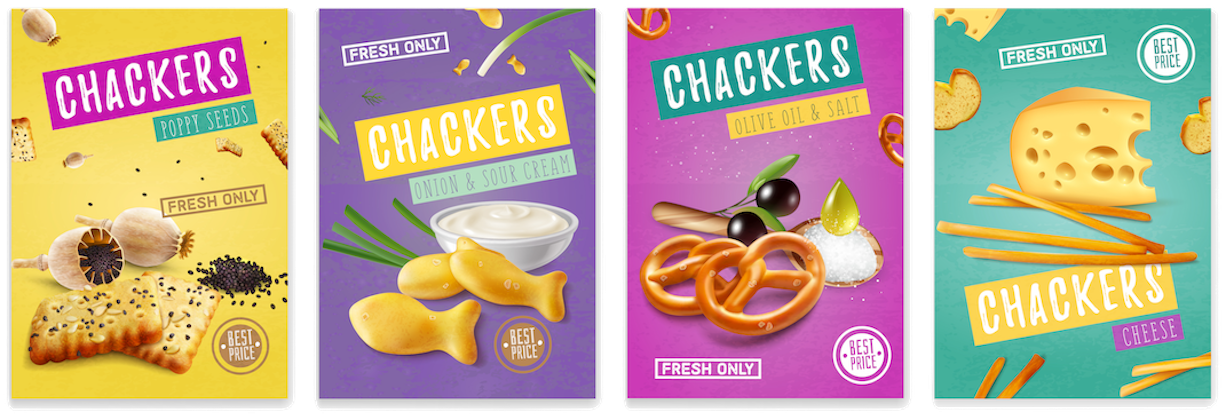 CHACKERS
POPPY SEEDS
FRESH ONLY
BEST
PRICE
FRESH ONLY
CHACKERS
ONION & SOUR CREAM
BEST
PRICE
CHACKERS
OLIVE OIL & SALT
FRESH ONLY
BEST
PRICE
FRESH ONLY
BEST
PRICE
CHACKERS
CHEESE